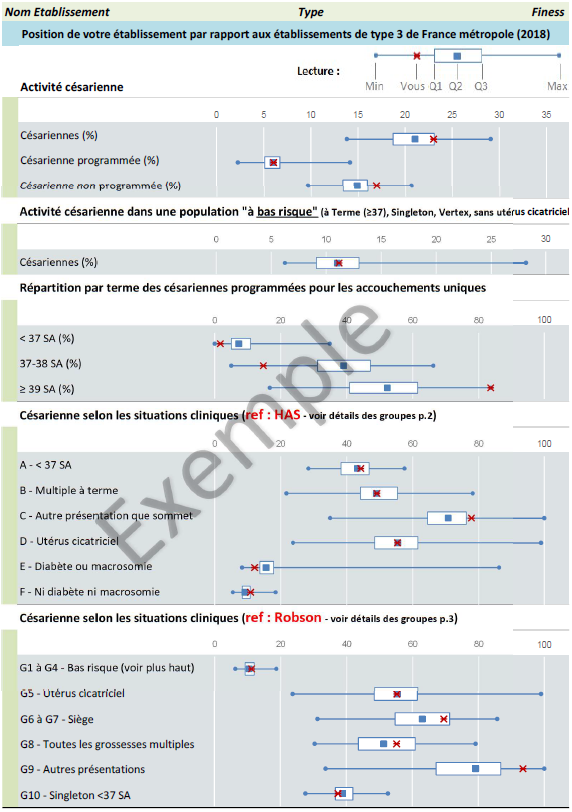 Nom Etablissement Type Finess
Position de votre établissement par rapport aux établissements de type 3 de France métropole (2018)
Lecture :
Min Vous Q1 Q2 Q3 Max
Activité césarienne
0 5 10 15 20 25 30 35
Césariennes (%)
Césarienne programmée (%)
Césarienne non programmée (%)
Activité césarienne dans une population "à bas risque" (à Terme (≥37), Singleton, Vertex, sans utérus cicatriciel
0 5 10 15 20 25 30
Césariennes (%)
Répartition par terme des césariennes programmées pour les accouchements uniques
0 20 40 60 80 100
< 37 SA (%)
37-38 SA (%)
≥ 39 SA (%)
Césarienne selon les situations cliniques (ref : HAS - voir détails des groupes p.2)
0 20 40 60 80 100
A - < 37 SA
B - Multiple à terme
C - Autre présentation que sommet
D - Utérus cicatriciel
E - Diabète ou macrosomie
F - Ni diabète ni macrosomie
Césarienne selon les situations cliniques (ref : Robson - voir détails des groupes p.3)
0 20 40 60 80 100
G1 à G4 - Bas risque (voir plus haut)
G5 - Utérus cicatriciel
G6 à G7 - Siège
G8 - Toutes les grossesses multiples
G9 - Autres présentations
G10 - Singleton <37 SA
Exemple